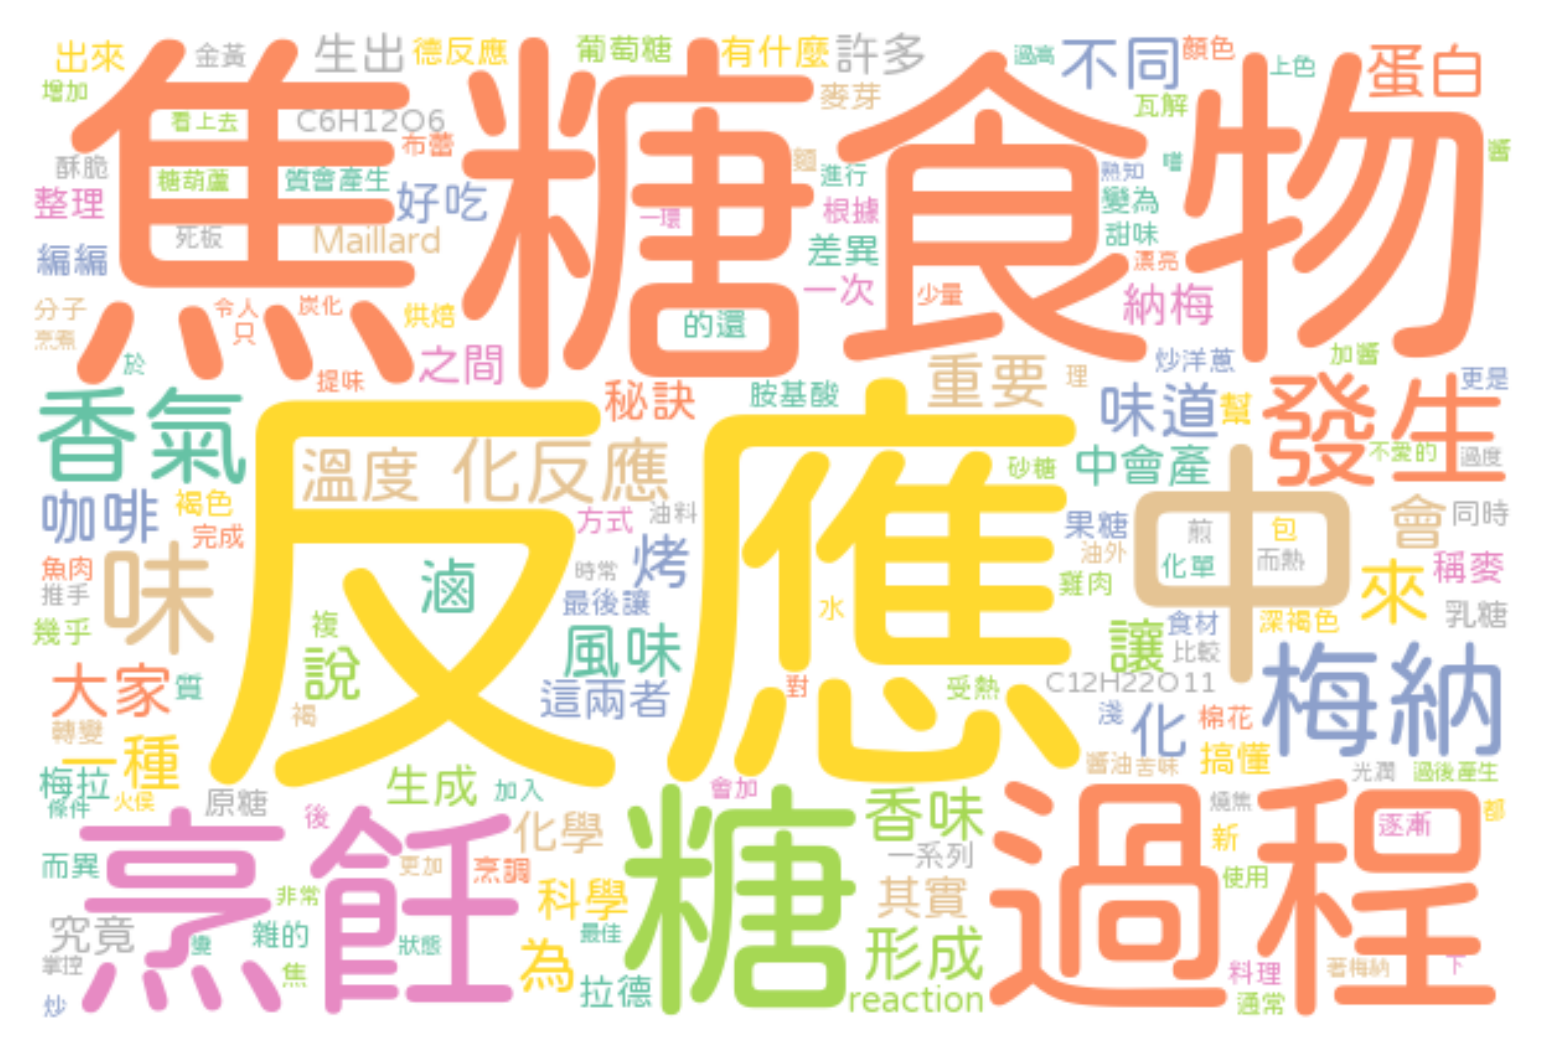 出來
金黃
生出
德反應
葡萄糖
有什麼
許多
過高
不同
顏色
上色
蛋白
增加
看上去
C6H12O6
布蕾
焦糖
食物
麥芽
瓦解
醬
酥脆
糖葫蘆
質會產生
好吃
一環
麵
進行
熟知
嚐
整理
死板
Maillard
根據
變為
編編
差異
甜味
漂亮
一次
少量
納梅
分子
令人
炭化
只
烘焙
的還
烹煮
於
之間
提味
秘訣
胺基酸
重要
理
炒洋蔥
加醬
更是
香氣
反應
味道
幫
發生
不愛的
過度
溫度
化反應
砂糖
中會產
中
咖啡
褐色
完成
方式
油料
果糖
煎
包
會
同時
味
魚肉
推手
滷
時常
烤
油外
化單
而熱
稱麥
幾乎
最後讓
水
雞肉
來
乳糖
複
風味
讓
食材
深褐色
比較
大家
質
說
這兩者
對
受熱
C12H22O11
梅納
褐
淺
化
棉花
轉變
一種
醬油
苦味
搞懂
光潤
過後產生
梅拉
條件
火侯
原糖
生成
加入
會加
糖
香味
過程
燒焦
都
後
化學
新
逐漸
烹飪
一系列
而異
更加
烹調
使用
非常
科學
其實
究竟
雜的
變
狀態
最佳
形成
掌控
焦
為
料理
著梅納
下
炒
拉德
reaction
通常